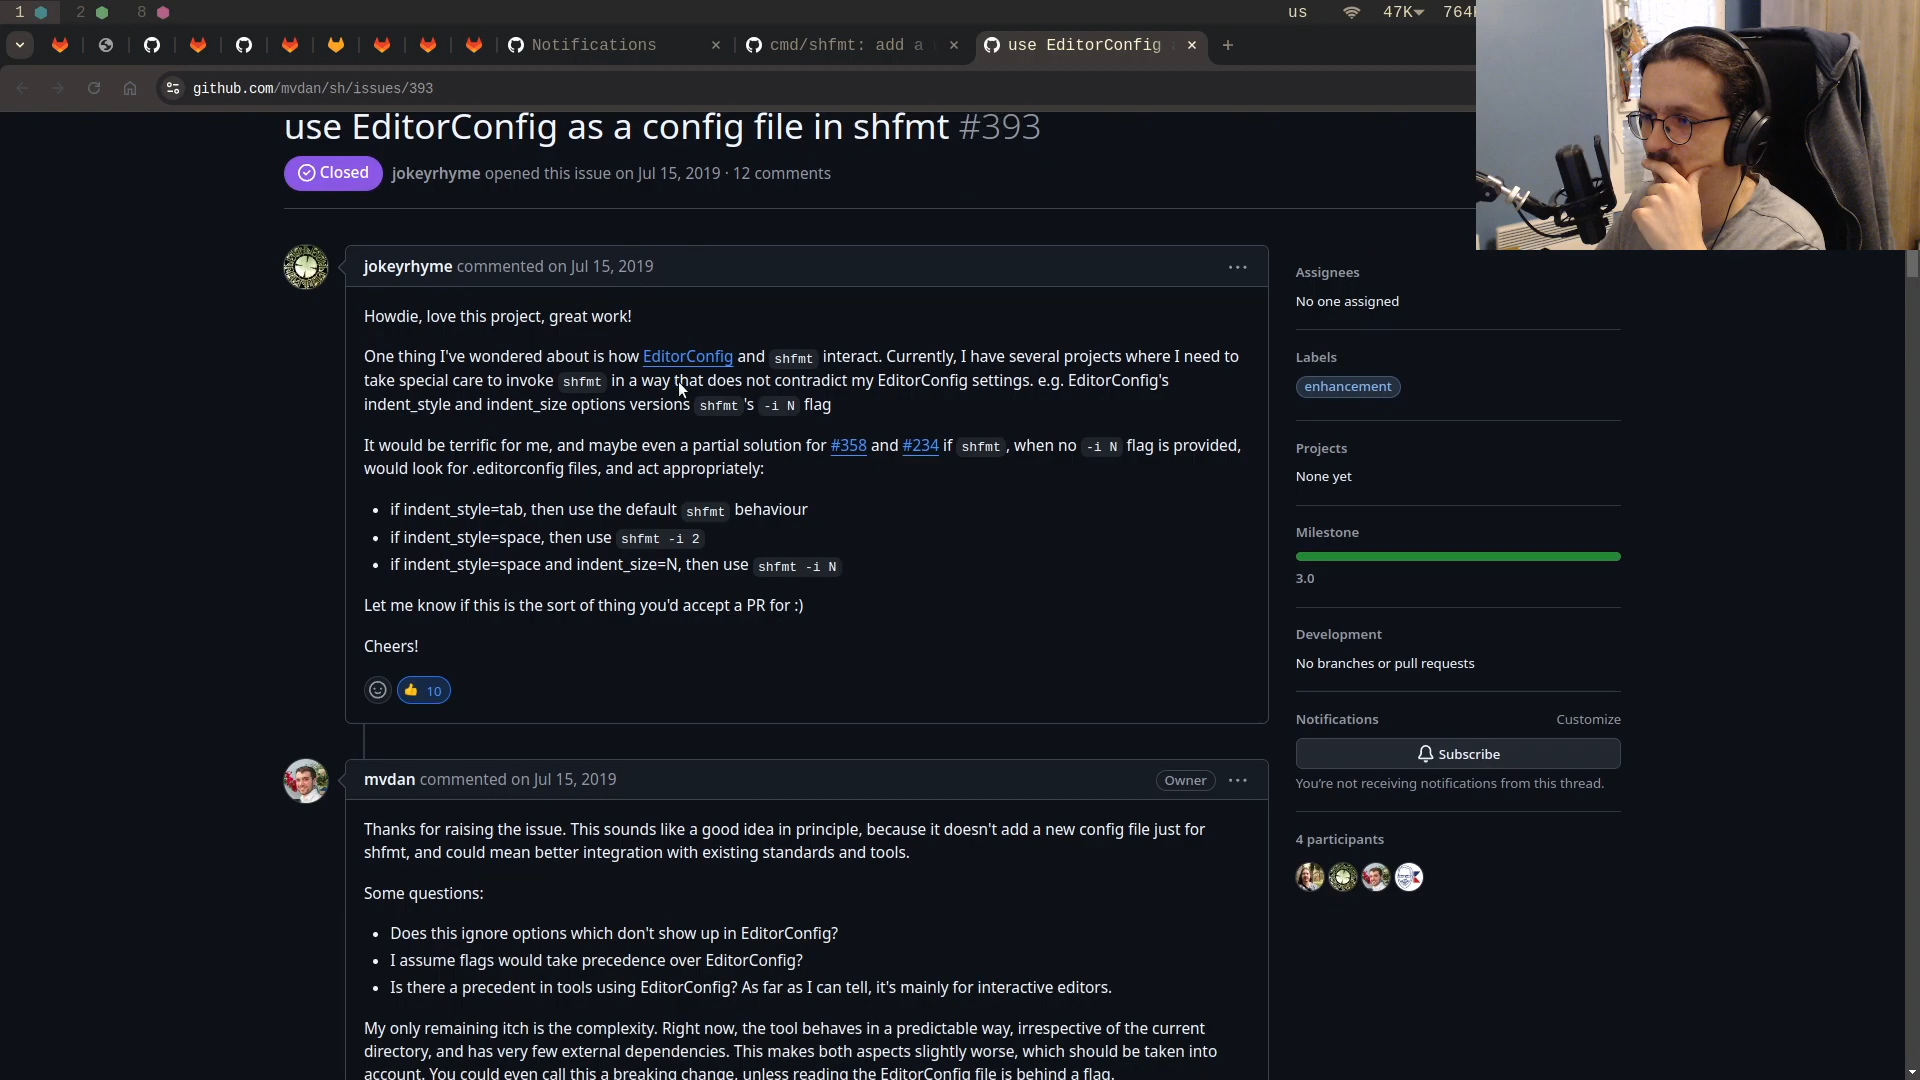 1 2 8 us 47K 764
Notifications × cmd/shfmt: add a × use EditorConfig × +
github.com/mvdan/sh/issues/393
use EditorConfig as a config file in shfmt #393
Closed jokeyrhyme opened this issue on Jul 15, 2019 · 12 comments
jokeyrhyme commented on Jul 15, 2019
Howdie, love this project, great work!
One thing I've wondered about is how EditorConfig and shfmt interact. Currently, I have several projects where I need to
take special care to invoke shfmt in a way that does not contradict my EditorConfig settings. e.g. EditorConfig's
indent_style and indent_size options versions shfmt's -i N flag
It would be terrific for me, and maybe even a partial solution for #358 and #234 if shfmt, when no -i N flag is provided,
would look for .editorconfig files, and act appropriately:
• if indent_style=tab, then use the default shfmt behaviour
• if indent_style=space, then use shfmt -i 2
• if indent_style=space and indent_size=N, then use shfmt -i N
Let me know if this is the sort of thing you'd accept a PR for :)
Cheers!
👍 10
mvdan commented on Jul 15, 2019 Owner
Thanks for raising the issue. This sounds like a good idea in principle, because it doesn't add a new config file just for
shfmt, and could mean better integration with existing standards and tools.
Some questions:
• Does this ignore options which don't show up in EditorConfig?
• I assume flags would take precedence over EditorConfig?
• Is there a precedent in tools using EditorConfig? As far as I can tell, it's mainly for interactive editors.
My only remaining itch is the complexity. Right now, the tool behaves in a predictable way, irrespective of the current
directory, and has very few external dependencies. This makes both aspects slightly worse, which should be taken into
account. You could even call this a breaking change, unless reading the EditorConfig file is behind a flag.
Assignees
No one assigned
Labels
enhancement
Projects
None yet
Milestone
3.0
Development
No branches or pull requests
Notifications Customize
Subscribe
You're not receiving notifications from this thread.
4 participants